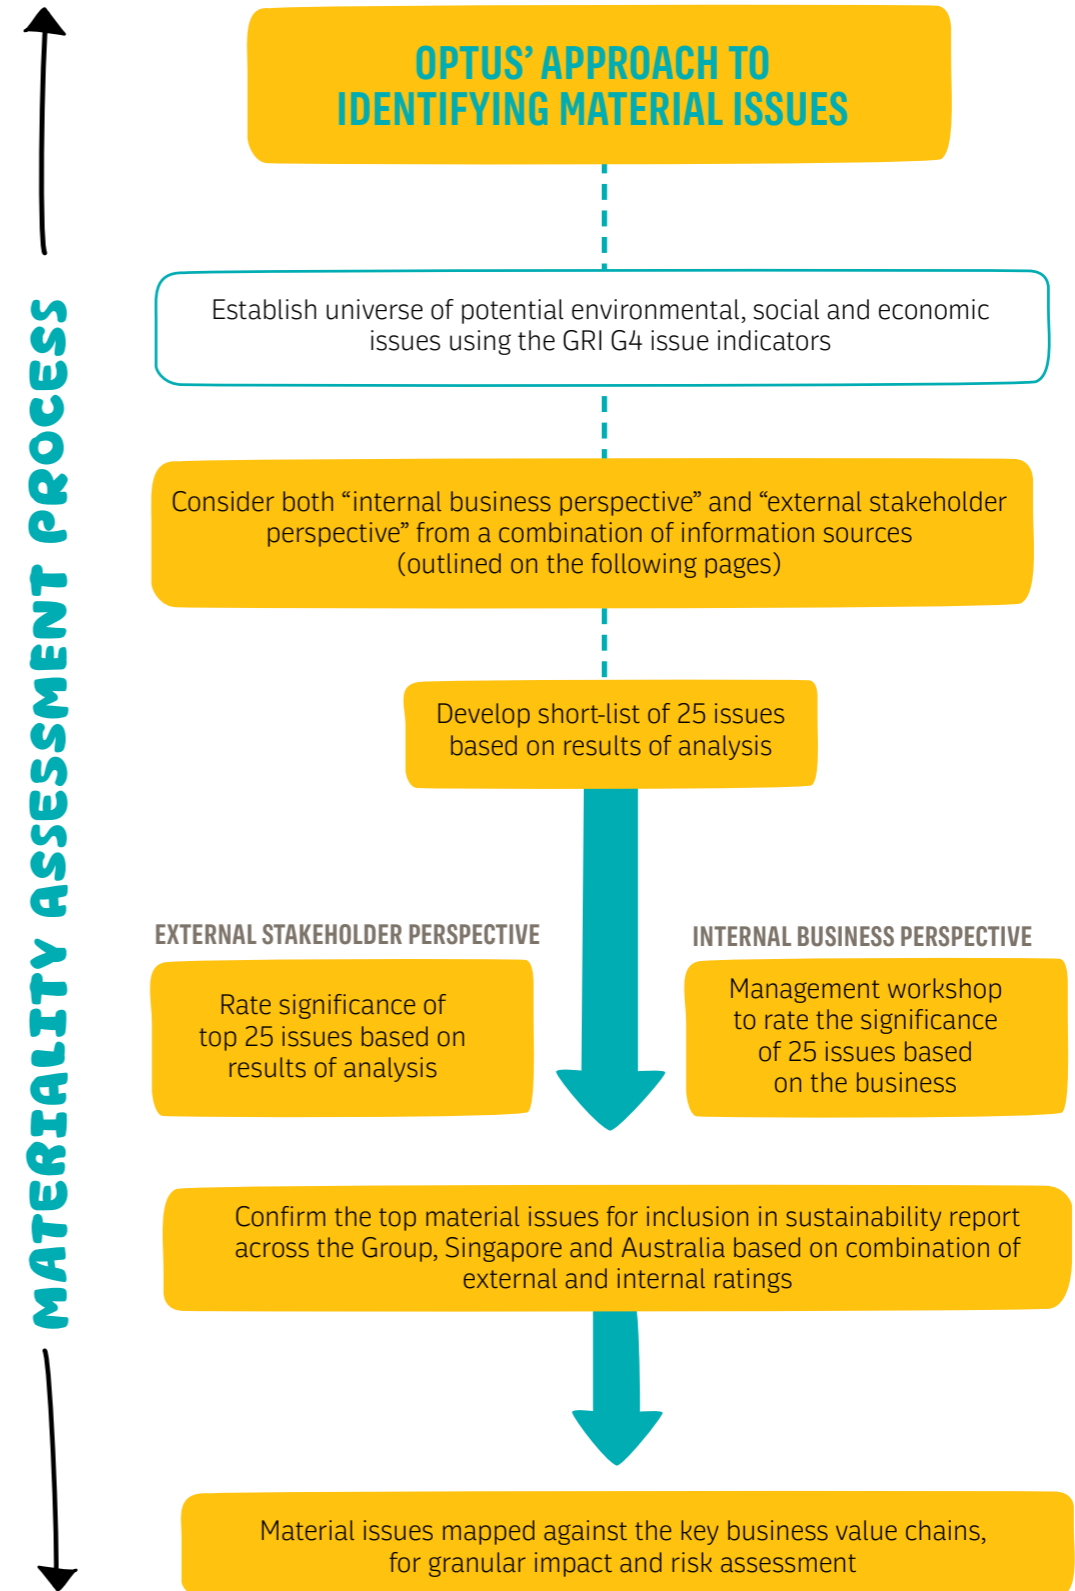 OPTUS’ APPROACH TO
IDENTIFYING MATERIAL ISSUES
MATERIALITY ASSESSMENT PROCESS
Establish universe of potential environmental, social and economic
issues using the GRI G4 issue indicators
Consider both “internal business perspective” and “external stakeholder
perspective” from a combination of information sources
(outlined on the following pages)
Develop short-list of 25 issues
based on results of analysis
EXTERNAL STAKEHOLDER PERSPECTIVE
Rate significance of
top 25 issues based on
results of analysis
INTERNAL BUSINESS PERSPECTIVE
Management workshop
to rate the significance
of 25 issues based
on the business
Confirm the top material issues for inclusion in sustainability report
across the Group, Singapore and Australia based on combination of
external and internal ratings
Material issues mapped against the key business value chains,
for granular impact and risk assessment